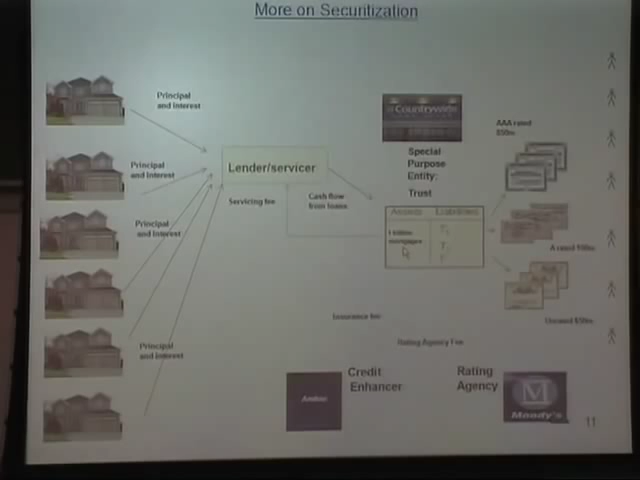 More on Securitization
Principal
and Interest
Principal
and Interest
Principal
and Interest
Principal
and Interest
Lender/servicer
Servicing fee
Cash flow
from loans
Countrywide
Special
Purpose
Entity:
Trust
Assets Liabilities
mortgages
AAA rated
A rated
Unrated $50m
Insurance fee
Rating Agency Fee
Credit
Enhancer
Ambac
Rating
Agency
M
Moody's
11